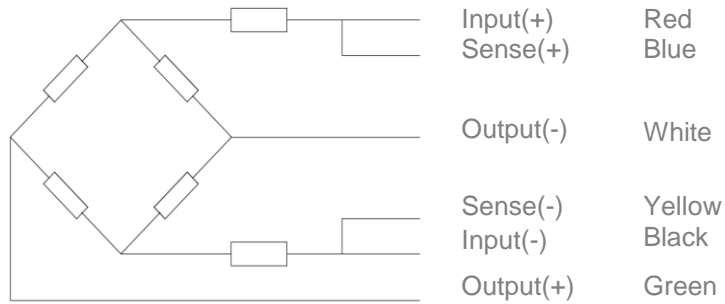 Input(+) Red
Sense(+) Blue
Output(-) White
Sense(-) Yellow
Input(-) Black
Output(+) Green